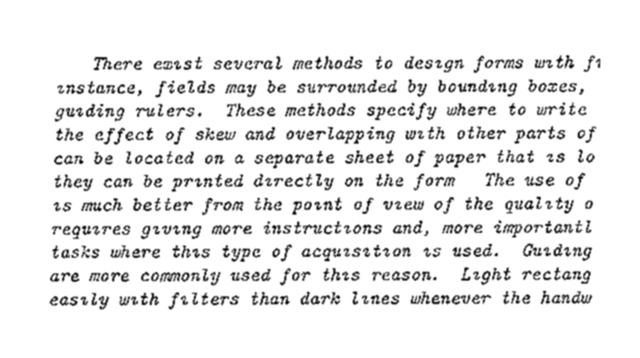 There exist several methods to design forms with fi
instance, fields may be surrounded by bounding boxes,
guiding rulers. These methods specify where to write
the effect of skew and overlapping with other parts of
can be located on a separate sheet of paper that is lo
they can be printed directly on the form The use of
is much better from the point of view of the quality o
requires giving more instructions and, more importantl
tasks where this type of acquisition is used. Guiding
are more commonly used for this reason. Light rectang
easily with filters than dark lines whenever the handw